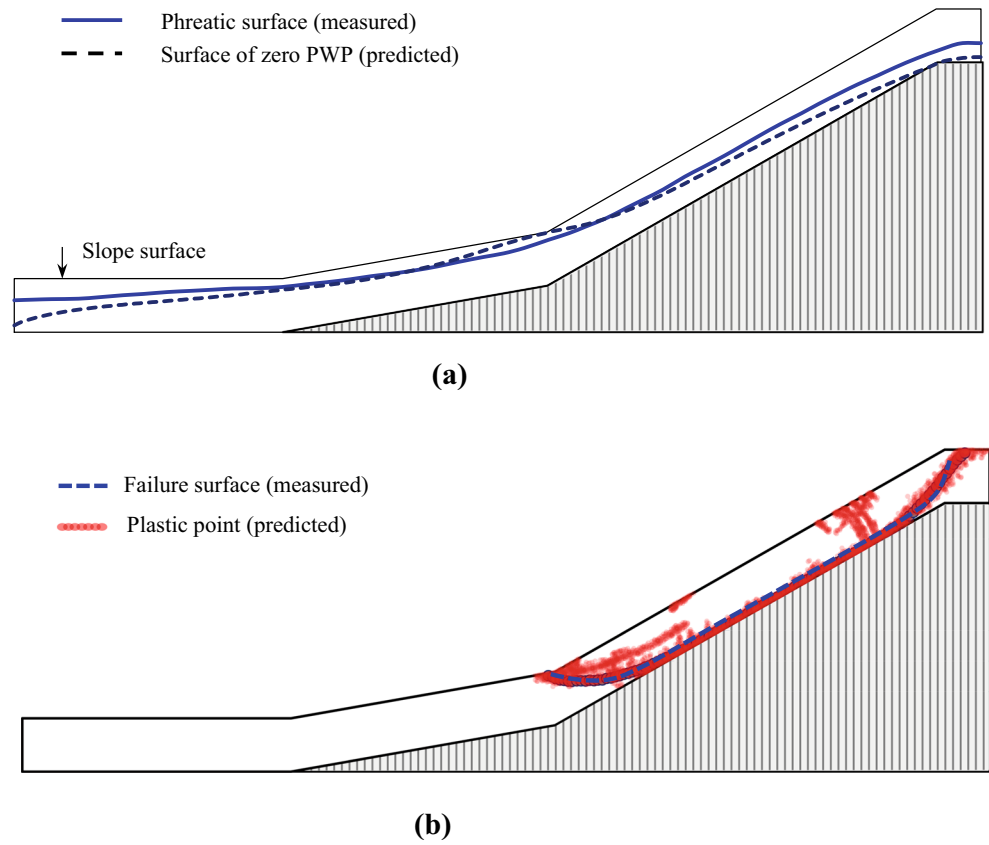 Phreatic surface (measured)
Surface of zero PWP (predicted)
Slope surface
(a)
Failure surface (measured)
Plastic point (predicted)
(b)